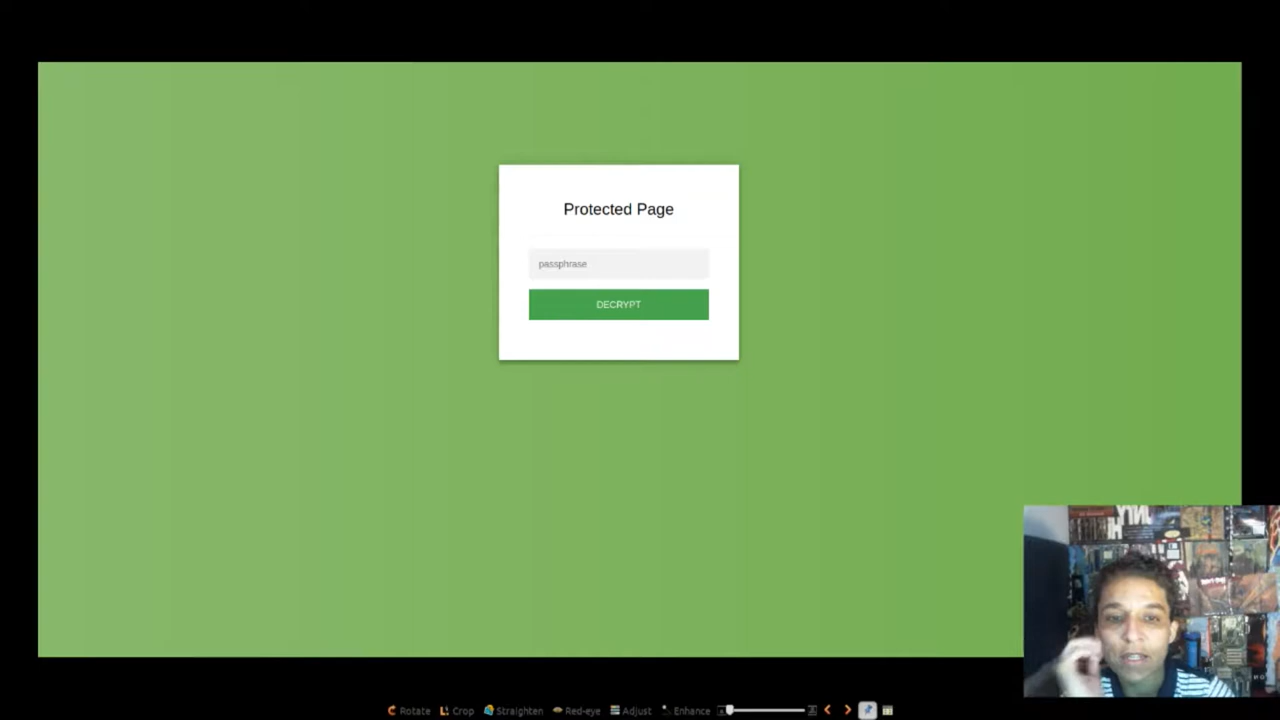 Protected Page
passphrase
DECRYPT
Rotate Crop Straighten Red-eye Adjust Enhance